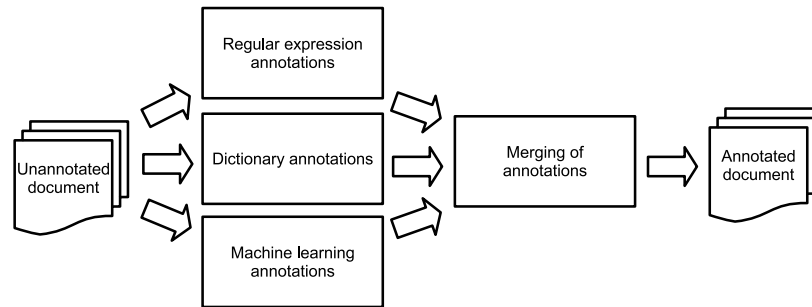 Regular expression
annotations
Unannotated
document
Dictionary annotations
Merging of
annotations
Annotated
document
Machine learning
annotations